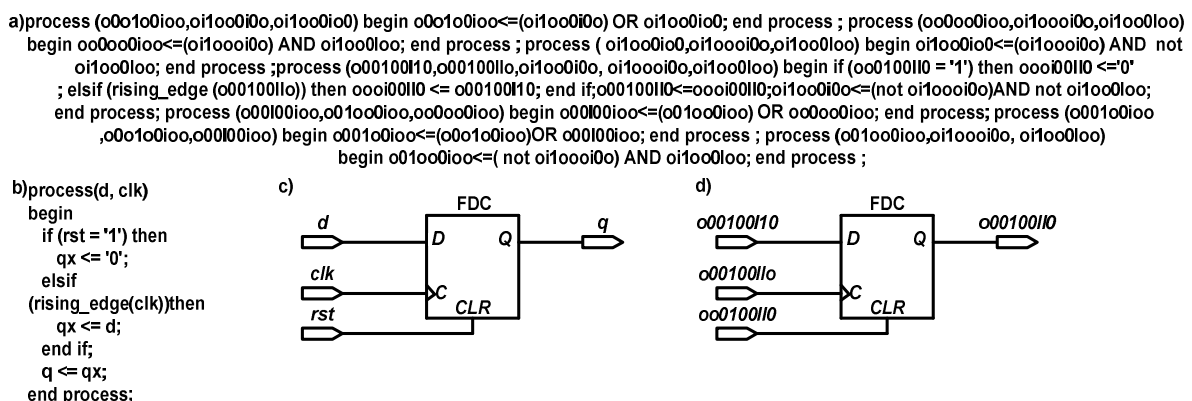 a)process (o0o1o0ioo,oi1oo0i0o,oi1oo0io0) begin o0o1o0ioo<=(oi1oo0i0o) OR oi1oo0io0; end process ; process (oo0oo0ioo,oi1oooi0o,oi1oo0loo)
begin oo0oo0ioo<=(oi1oooi0o) AND oi1oo0loo; end process ; process ( oi1oo0io0,oi1oooi0o,oi1oo0loo) begin oi1oo0io0<=(oi1oooi0o) AND not
oi1oo0loo; end process ;process (o00100l10,o00100llo,oi1oo0i0o, oi1oooi0o,oi1oo0loo) begin if (oo0100ll0 = '1') then oooi00ll0 <='0'
; elsif (rising_edge (o00100llo)) then oooi00ll0 <= o00100l10; end if;o00100ll0<=oooi00ll0;oi1oo0i0o<=(not oi1oooi0o)AND not oi1oo0loo;
end process; process (o00l00ioo,o01oo0ioo,oo0oo0ioo) begin o00l00ioo<=(o01oo0ioo) OR oo0oo0ioo; end process; process (o001o0ioo
,o0o1o0ioo,o00l00ioo) begin o001o0ioo<=(o0o1o0ioo)OR o00l00ioo; end process ; process (o01oo0ioo,oi1oooi0o, oi1oo0loo)
begin o01oo0ioo<=( not oi1oooi0o) AND oi1oo0loo; end process ;
b)process(d, clk)
begin
if (rst = '1') then
qx <= '0';
elsif
(rising_edge(clk))then
qx <= d;
end if;
q <= qx;
end process;
c)
FDC
d
D
Q
q
clk
C
CLR
rst
d)
FDC
o00100l10
D
Q
o00100ll0
o00100llo
C
CLR
oo0100ll0